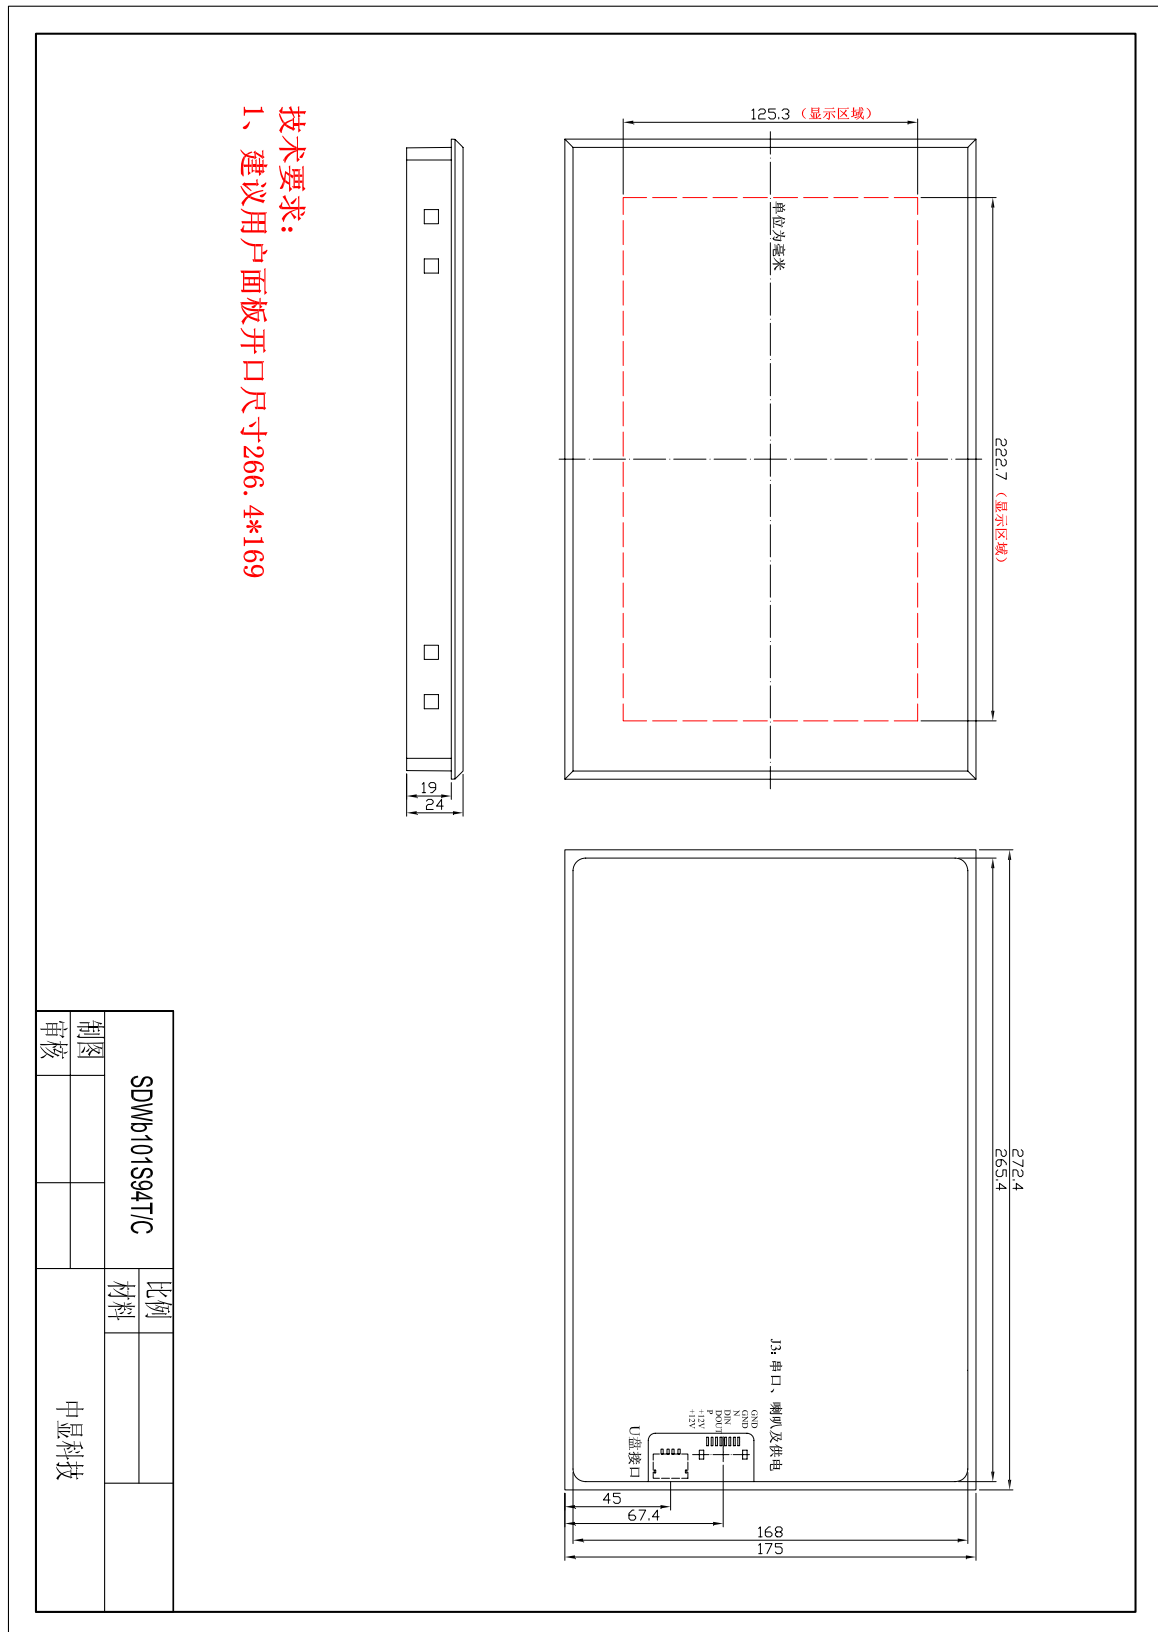 125.3（显示区域）
单位为毫米
222.7（显示区域）
19
24
技术要求：
1、建议用户面板开口尺寸266.4*169
272.4
265.4
J3: 串口、喇叭及供电
GND
GND
N
DIN
DOUT
P
+12V
+12V
U盘接口
45
67.4
168
175
SDWb101S94T/C
比例
材料
制图
审核
中显科技